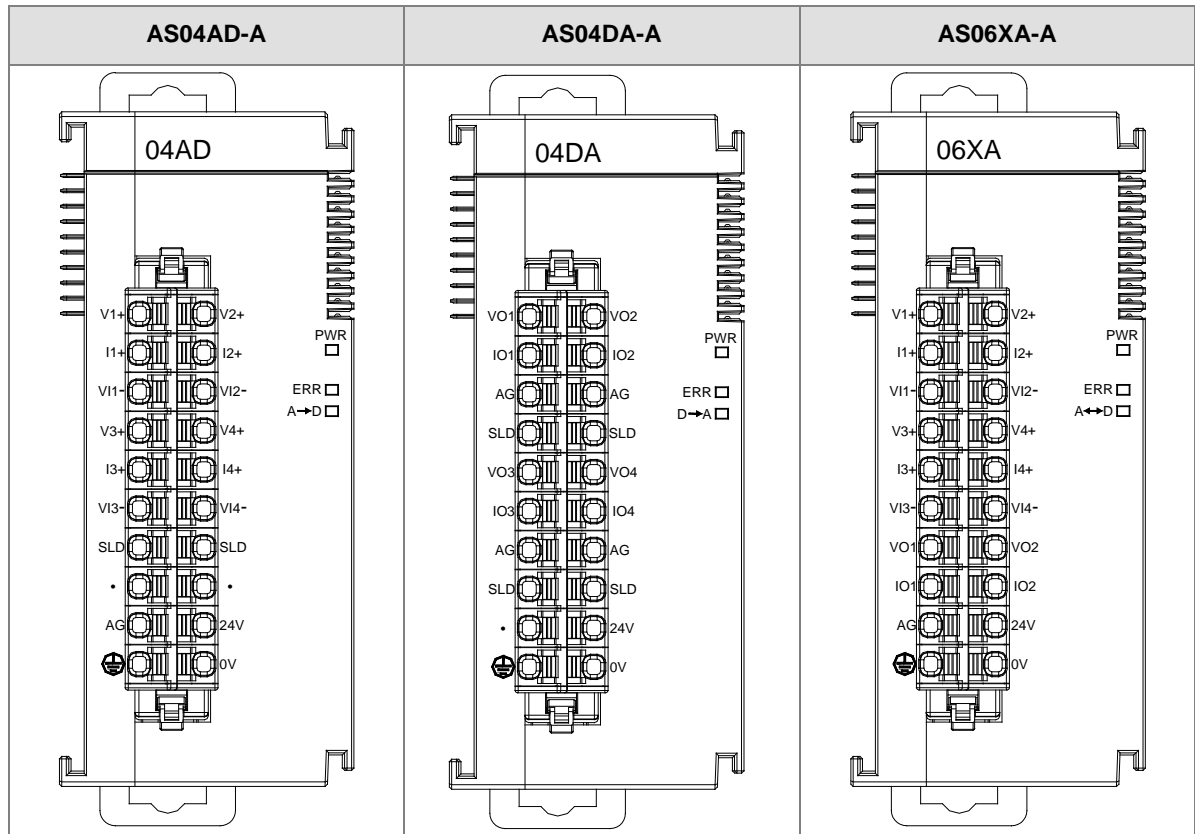 AS04AD-A AS04DA-A AS06XA-A
04AD
V1+ V2+
PWR
I1+ I2+
VI1- VI2-
ERR
A→D
V3+ V4+
I3+ I4+
VI3- VI4-
SLD SLD
• •
AG 24V
0V
04DA
VO1 VO2
PWR
IO1 IO2
AG AG
ERR
D→A
SLD SLD
VO3 VO4
IO3 IO4
AG AG
SLD SLD
• 24V
0V
06XA
V1+ V2+
PWR
I1+ I2+
VI1- VI2-
ERR
A↔D
V3+ V4+
I3+ I4+
VI3- VI4-
VO1 VO2
IO1 IO2
AG 24V
0V